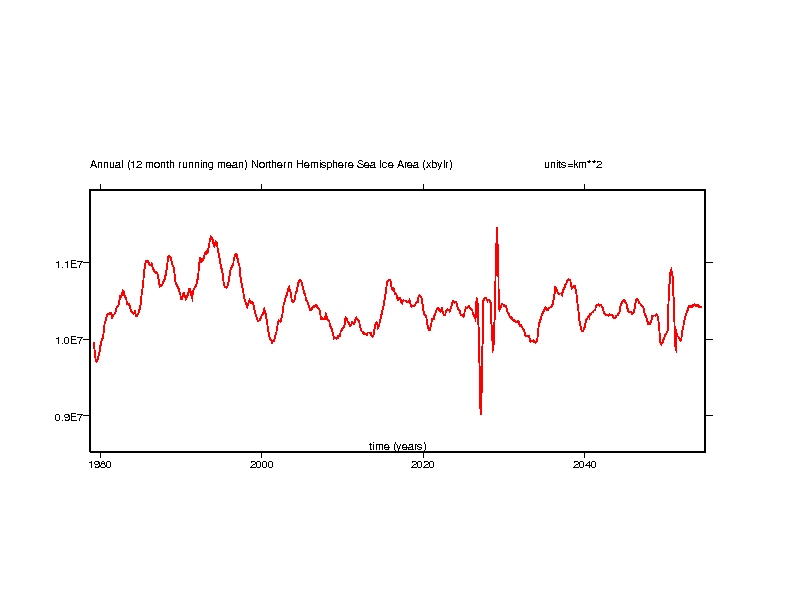 Annual (12 month running mean) Northern Hemisphere Sea Ice Area (xbylr) units=km**2
1.1E7
1.0E7
0.9E7
time (years)
1980 2000 2020 2040